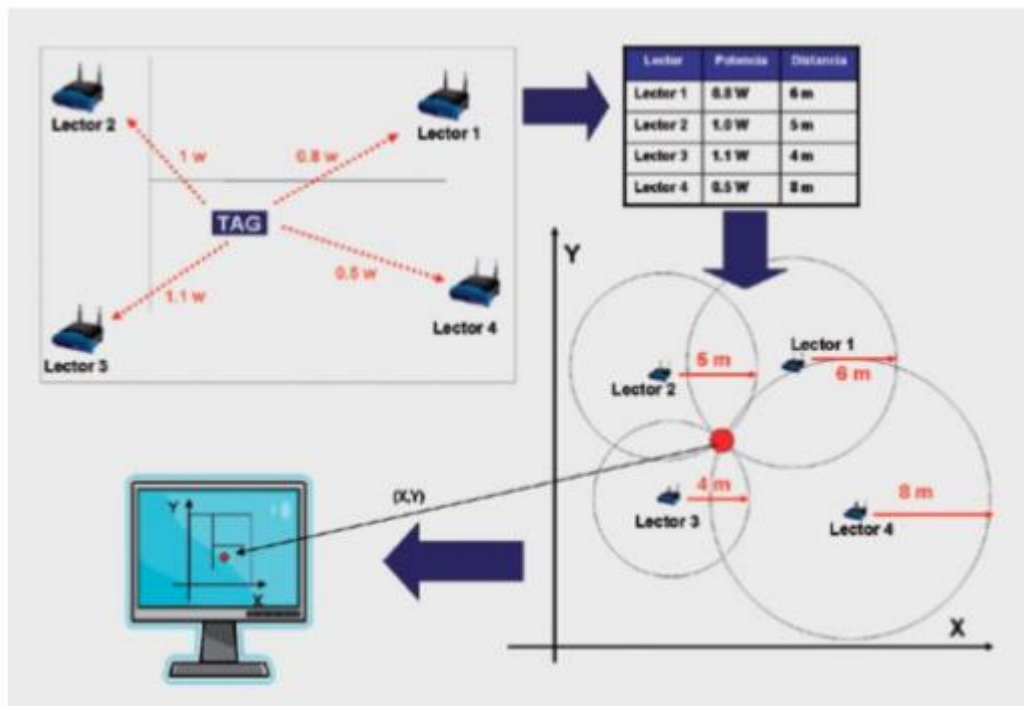 Lector 2
Lector 1
1 w
0.8 w
TAG
1.1 w
0.5 w
Lector 3
Lector 4
Lector Potencia Distancia
Lector 1 0.8 W 6 m
Lector 2 1.0 W 5 m
Lector 3 1.1 W 4 m
Lector 4 0.5 W 8 m
Y
Lector 1
5 m
6 m
Lector 2
4 m
8 m
Lector 3
Lector 4
X
(X,Y)
Y
X